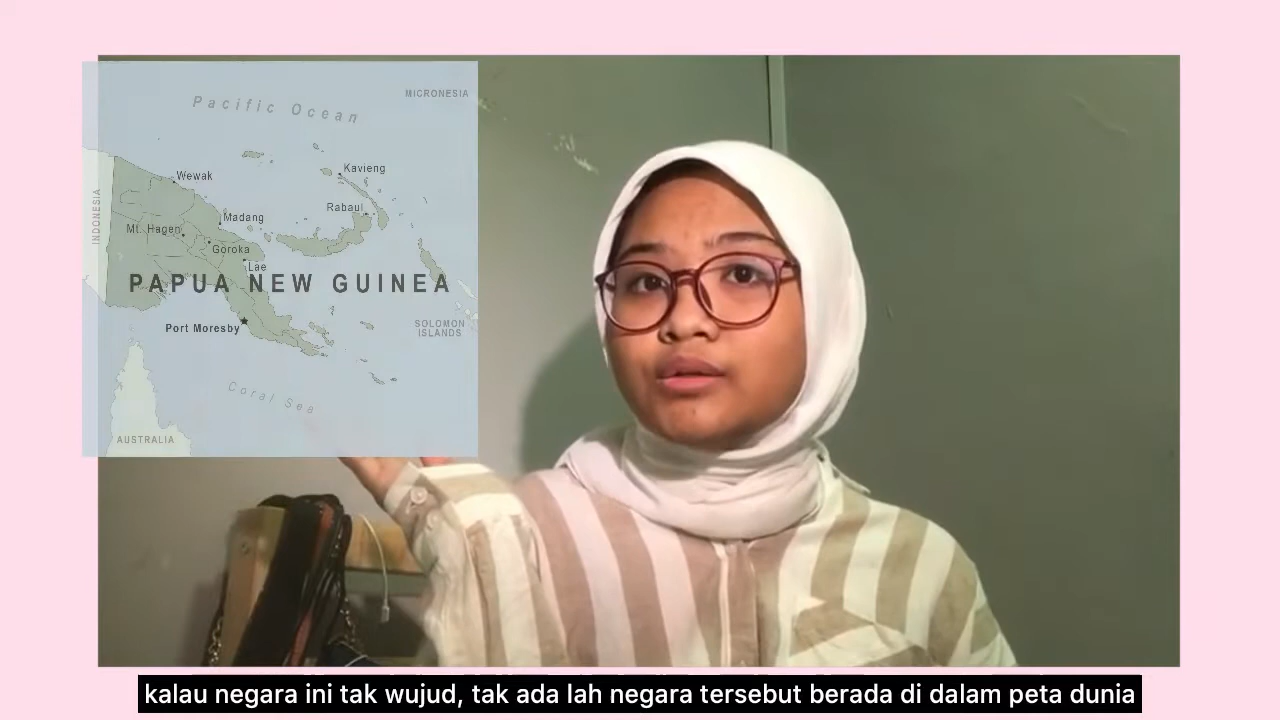 Pacific Ocean
MICRONESIA
Wewak
Kavieng
Rabaul
INDONESIA
Madang
Mt. Hagen
Goroka
Lae
PAPUA NEW GUINEA
Port Moresby
SOLOMON
ISLANDS
Coral Sea
AUSTRALIA
kalau negara ini tak wujud, tak ada lah negara tersebut berada di dalam peta dunia